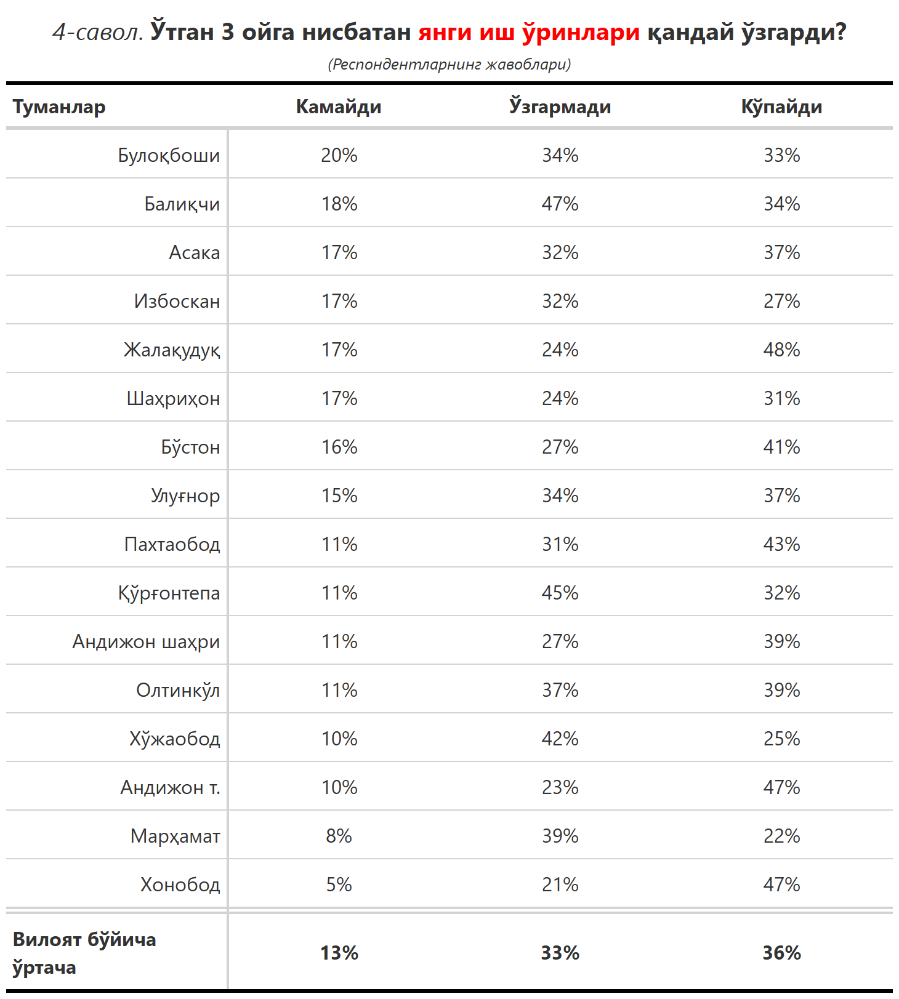 4-савол. Ўтган 3 ойга нисбатан янги иш ўринлари қандай ўзгарди?
(Респондентларнинг жавоблари)
Туманлар Камайди Ўзгармади Кўпайди
Булоқбоши 20% 34% 33%
Балиқчи 18% 47% 34%
Асака 17% 32% 37%
Избоскан 17% 32% 27%
Жалақудуқ 17% 24% 48%
Шаҳриҳон 17% 24% 31%
Бўстон 16% 27% 41%
Улуғнор 15% 34% 37%
Пахтаобод 11% 31% 43%
Қўрғонтепа 11% 45% 32%
Андижон шаҳри 11% 27% 39%
Олтинкўл 11% 37% 39%
Хўжаобод 10% 42% 25%
Андижон т. 10% 23% 47%
Марҳамат 8% 39% 22%
Хонобод 5% 21% 47%
Вилоят бўйича
ўртача 13% 33% 36%